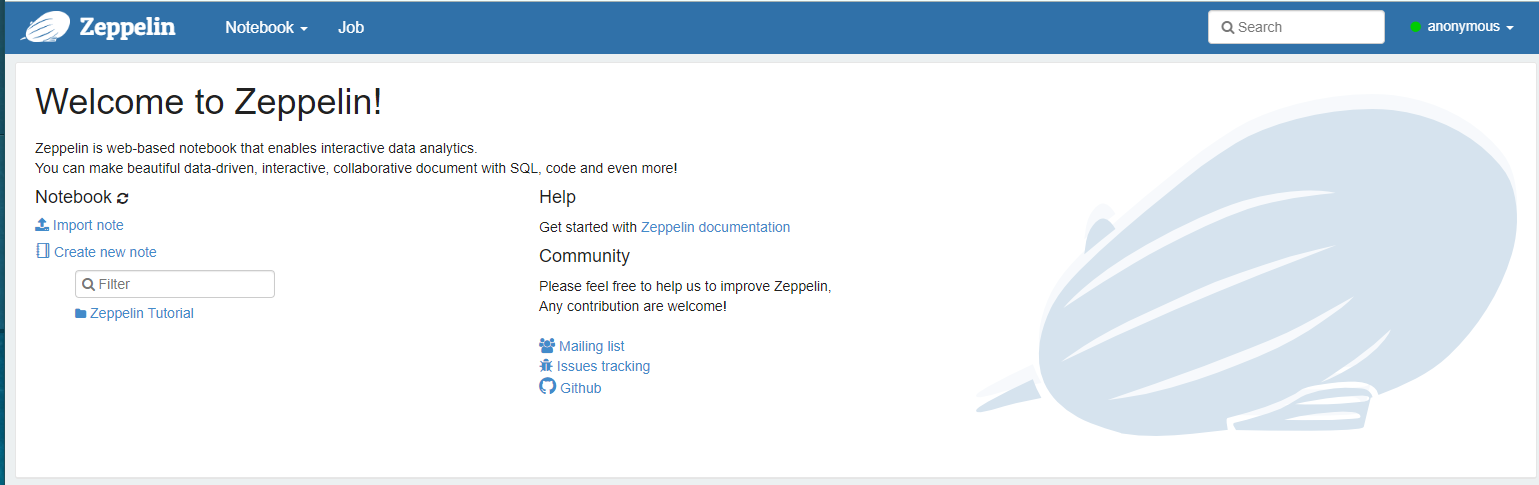 Zeppelin
Notebook
Job
Search
anonymous
Welcome to Zeppelin!
Zeppelin is web-based notebook that enables interactive data analytics.
You can make beautiful data-driven, interactive, collaborative document with SQL, code and even more!
Notebook
Import note
Create new note
Filter
Zeppelin Tutorial
Help
Get started with Zeppelin documentation
Community
Please feel free to help us to improve Zeppelin,
Any contribution are welcome!
Mailing list
Issues tracking
Github